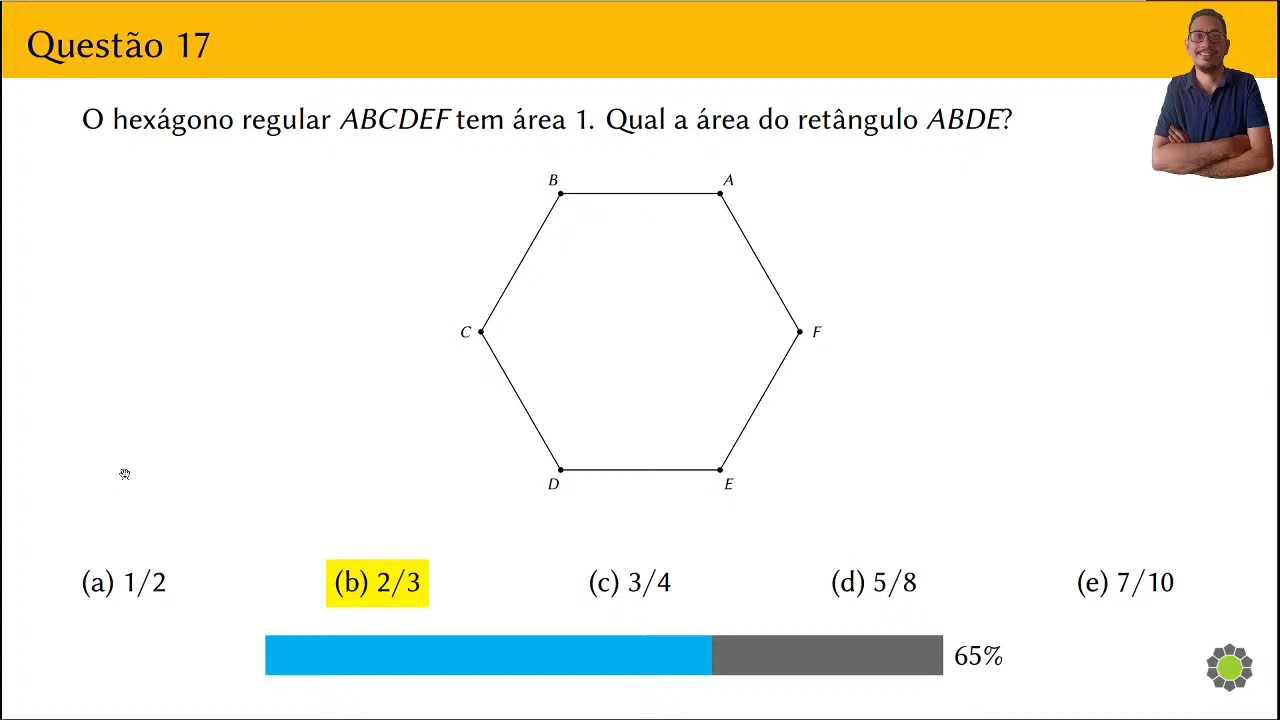 Questão 17
O hexágono regular ABCDEF tem área 1. Qual a área do retângulo ABDE?
B A
C F
D E
(a) 1/2 (b) 2/3 (c) 3/4 (d) 5/8 (e) 7/10
65%